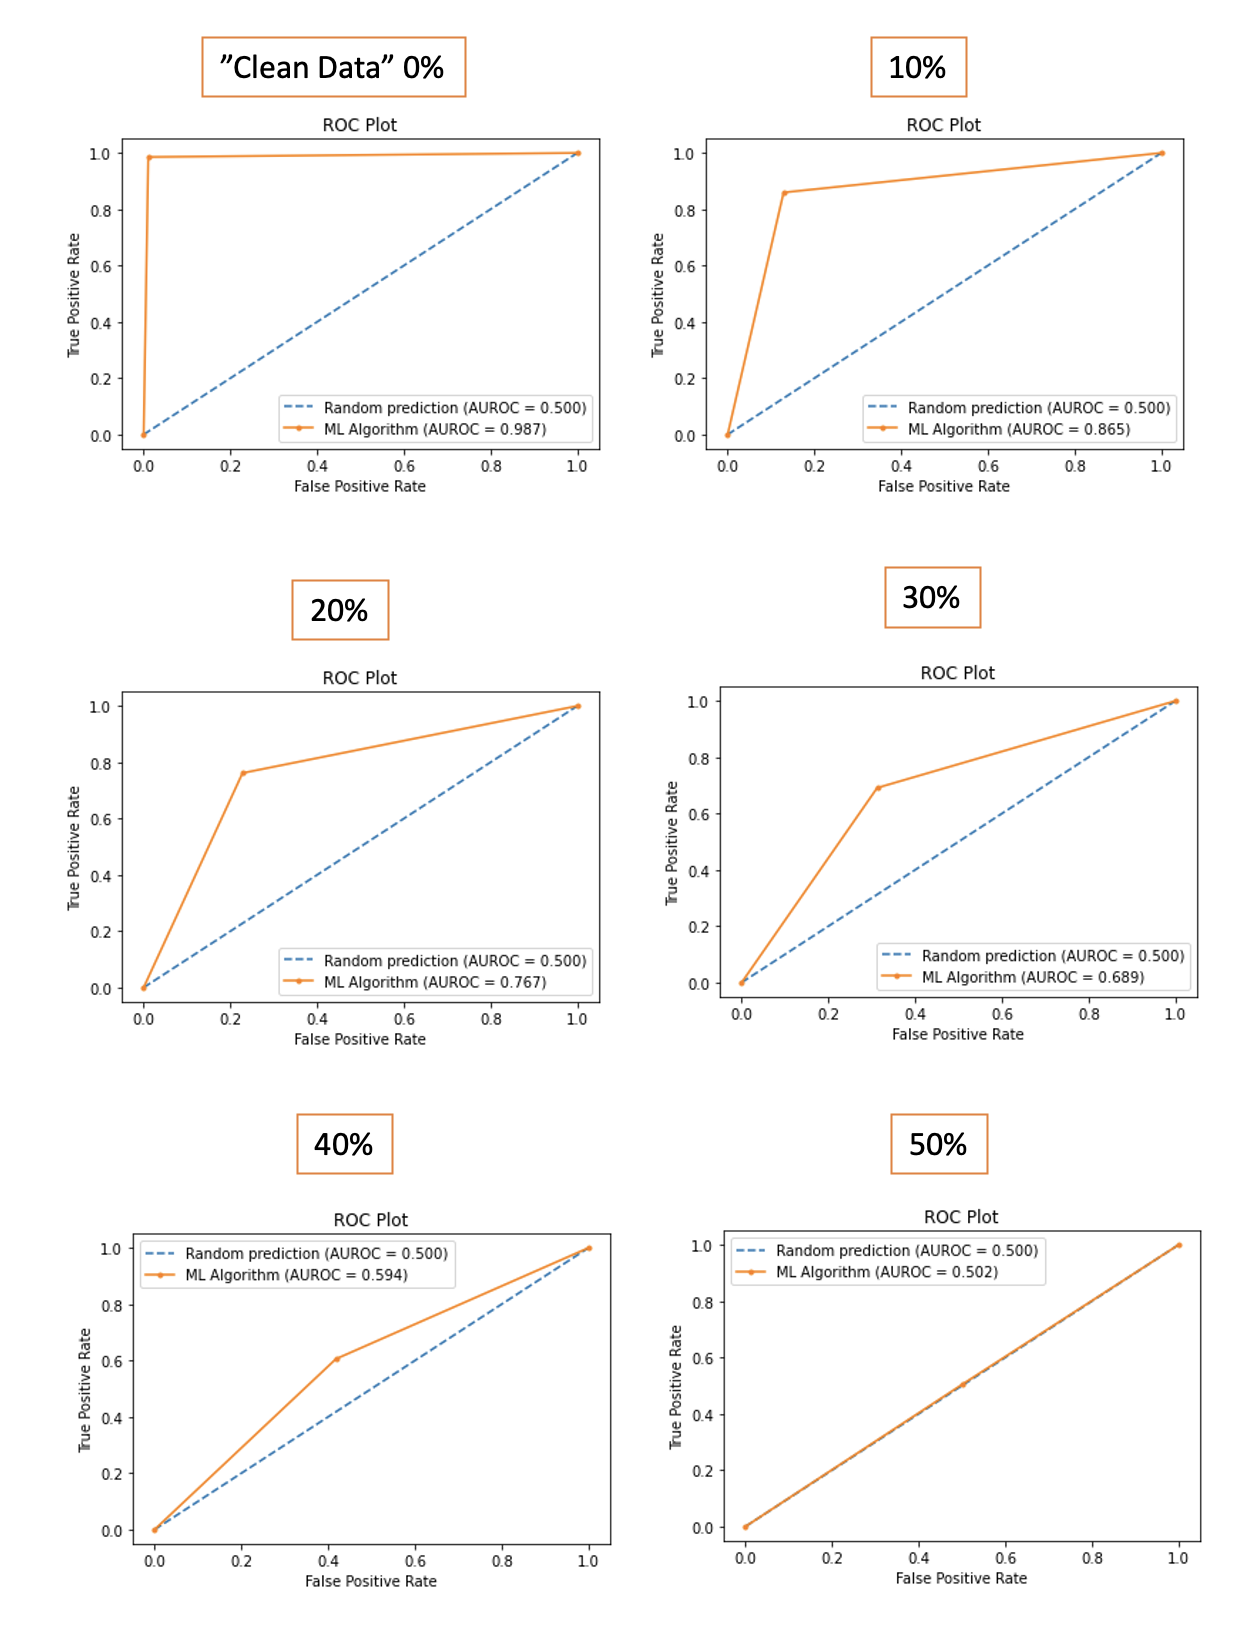 ”Clean Data” 0%
10%
ROC Plot
1.0
0.8
0.6
0.4
0.2
0.0
True Positive Rate
Random prediction (AUROC = 0.500)
ML Algorithm (AUROC = 0.987)
0.0 0.2 0.4 0.6 0.8 1.0
False Positive Rate
ROC Plot
1.0
0.8
0.6
0.4
0.2
0.0
True Positive Rate
Random prediction (AUROC = 0.500)
ML Algorithm (AUROC = 0.865)
0.0 0.2 0.4 0.6 0.8 1.0
False Positive Rate
20%
30%
ROC Plot
1.0
0.8
0.6
0.4
0.2
0.0
True Positive Rate
Random prediction (AUROC = 0.500)
ML Algorithm (AUROC = 0.767)
0.0 0.2 0.4 0.6 0.8 1.0
False Positive Rate
ROC Plot
1.0
0.8
0.6
0.4
0.2
0.0
True Positive Rate
Random prediction (AUROC = 0.500)
ML Algorithm (AUROC = 0.689)
0.0 0.2 0.4 0.6 0.8 1.0
False Positive Rate
40%
50%
ROC Plot
Random prediction (AUROC = 0.500)
ML Algorithm (AUROC = 0.594)
1.0
0.8
0.6
0.4
0.2
0.0
True Positive Rate
0.0 0.2 0.4 0.6 0.8 1.0
False Positive Rate
ROC Plot
Random prediction (AUROC = 0.500)
ML Algorithm (AUROC = 0.502)
1.0
0.8
0.6
0.4
0.2
0.0
True Positive Rate
0.0 0.2 0.4 0.6 0.8 1.0
False Positive Rate